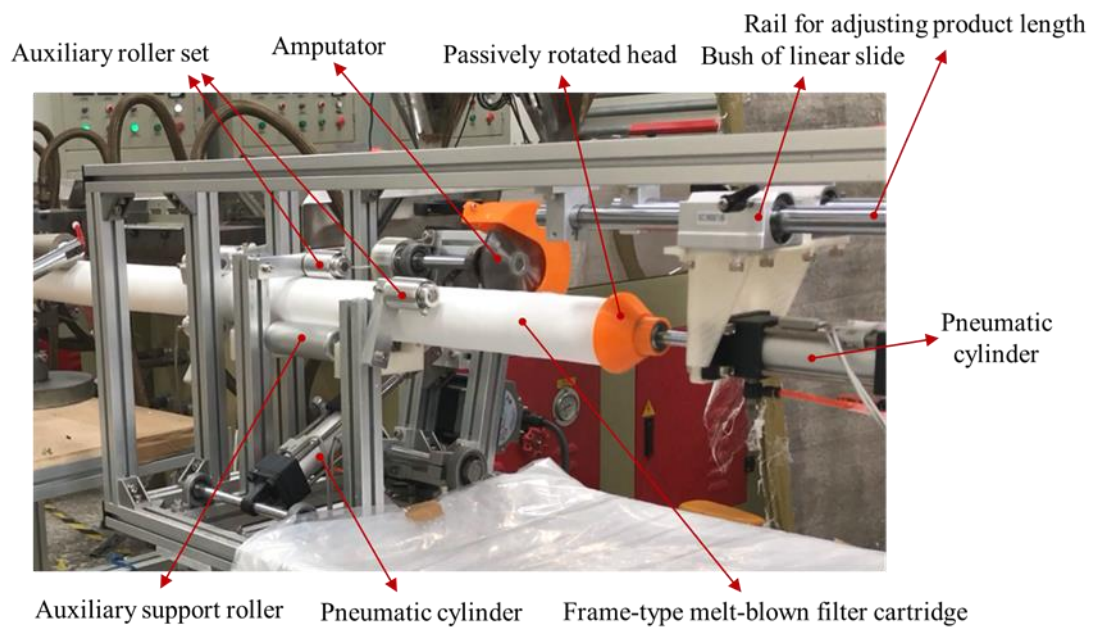 Rail for adjusting product length
Auxiliary roller set
Amputator
Passively rotated head
Bush of linear slide
Pneumatic
cylinder
Auxiliary support roller
Pneumatic cylinder
Frame-type melt-blown filter cartridge